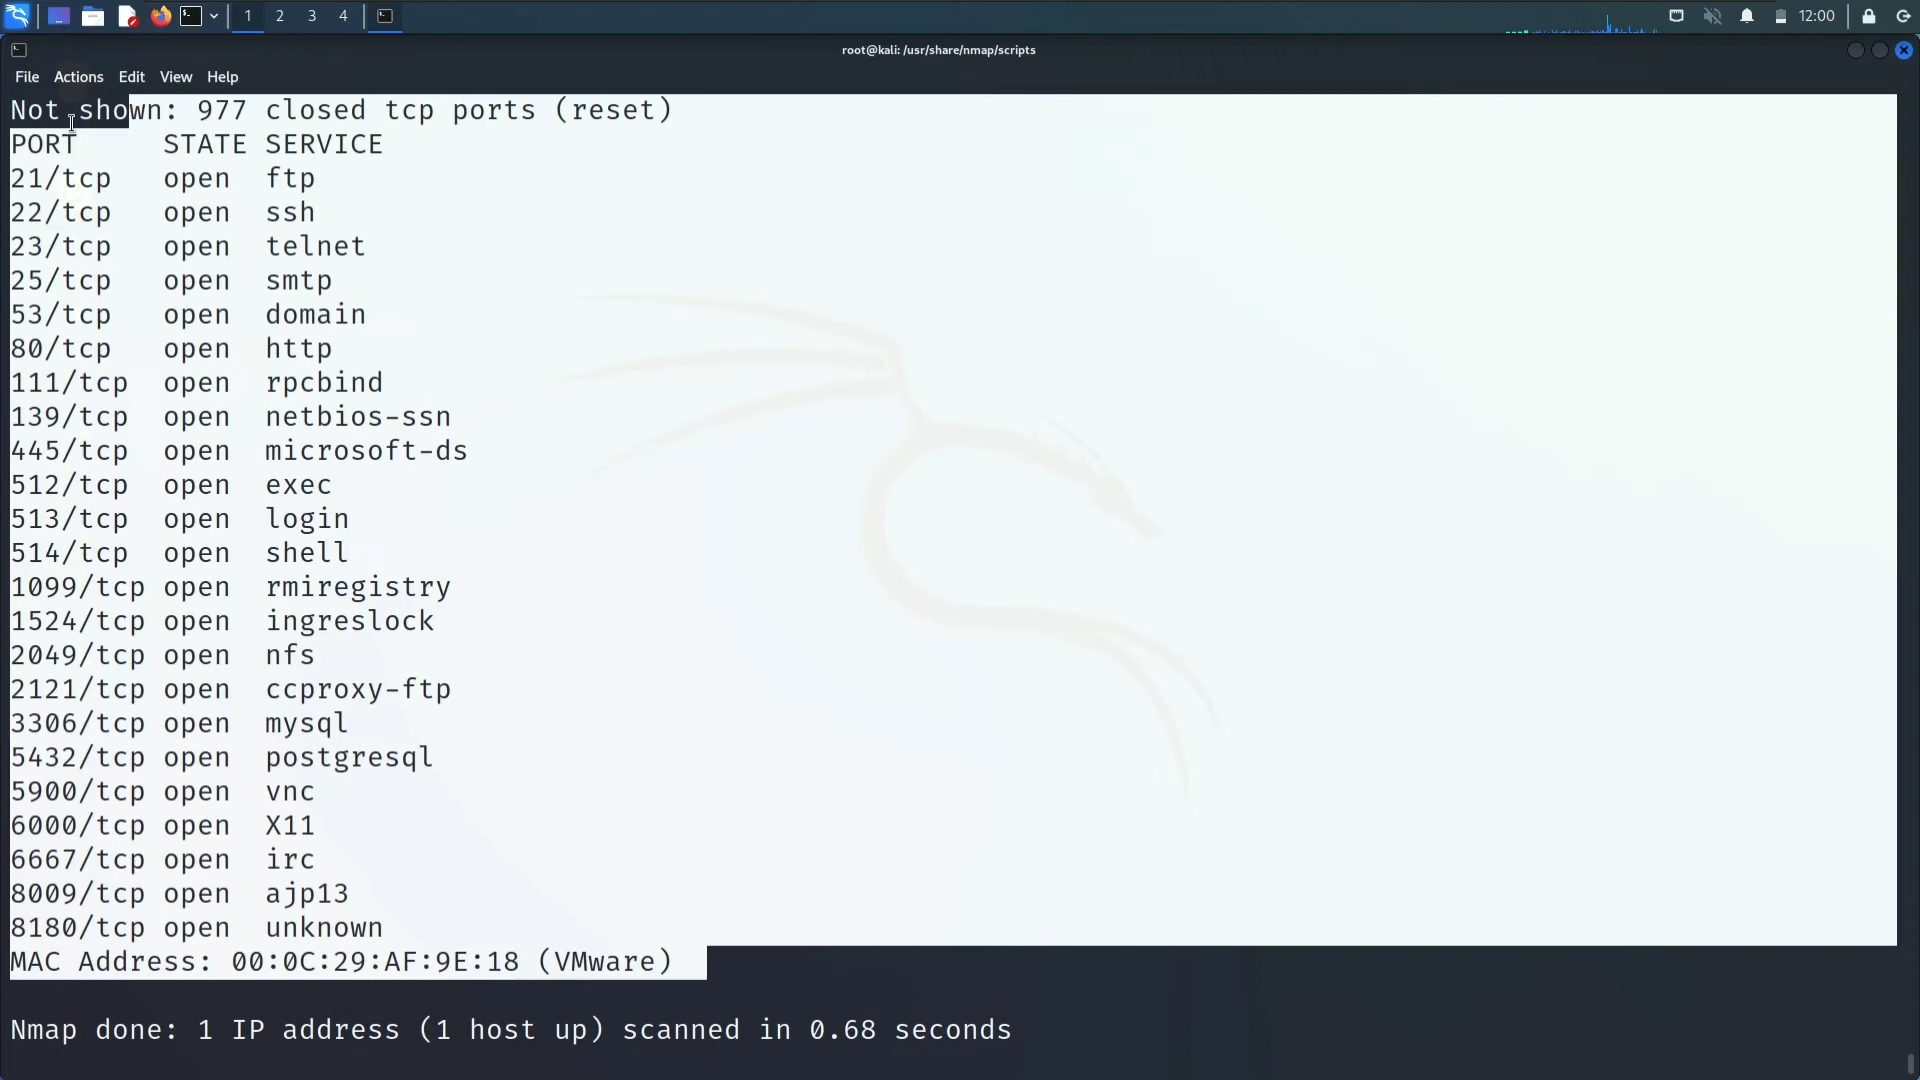 1 2 3 4
12:00
root@kali: /usr/share/nmap/scripts
File Actions Edit View Help
Not shown: 977 closed tcp ports (reset)
PORT STATE SERVICE
21/tcp open ftp
22/tcp open ssh
23/tcp open telnet
25/tcp open smtp
53/tcp open domain
80/tcp open http
111/tcp open rpcbind
139/tcp open netbios-ssn
445/tcp open microsoft-ds
512/tcp open exec
513/tcp open login
514/tcp open shell
1099/tcp open rmiregistry
1524/tcp open ingreslock
2049/tcp open nfs
2121/tcp open ccproxy-ftp
3306/tcp open mysql
5432/tcp open postgresql
5900/tcp open vnc
6000/tcp open X11
6667/tcp open irc
8009/tcp open ajp13
8180/tcp open unknown
MAC Address: 00:0C:29:AF:9E:18 (VMware)
Nmap done: 1 IP address (1 host up) scanned in 0.68 seconds